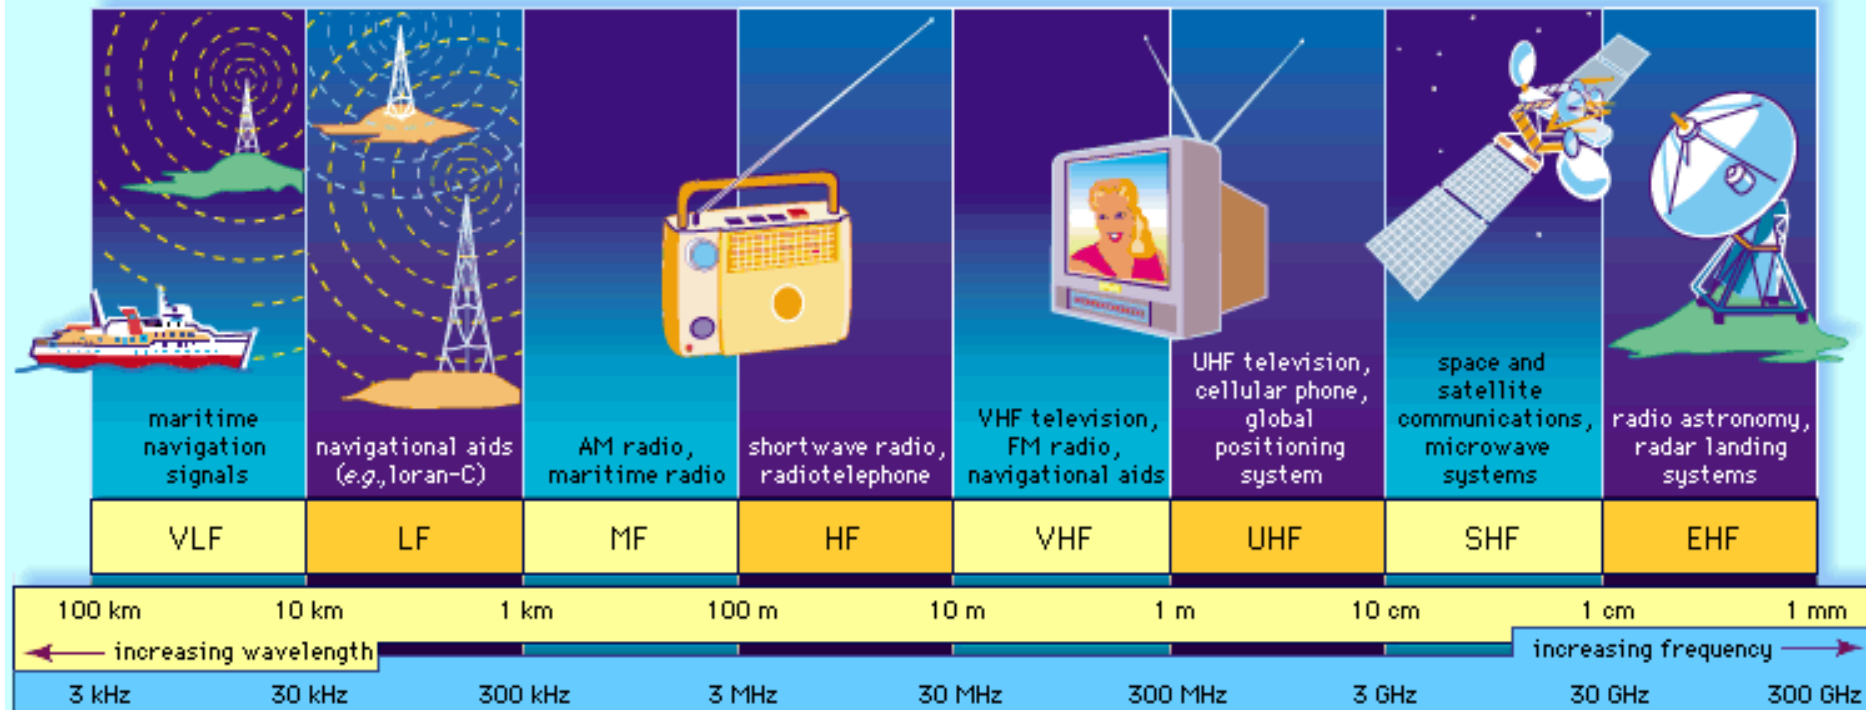 maritime
navigation
signals
navigational aids
(e.g.,loran-C)
AM radio,
maritime radio
shortwave radio,
radiotelephone
VHF television,
FM radio,
navigational aids
UHF television,
cellular phone,
global
positioning
system
space and
satellite
communications,
microwave
systems
radio astronomy,
radar landing
systems
VLF LF MF HF VHF UHF SHF EHF
100 km 10 km 1 km 100 m 10 m 1 m 10 cm 1 cm 1 mm
increasing wavelength increasing frequency
3 kHz 30 kHz 300 kHz 3 MHz 30 MHz 300 MHz 3 GHz 30 GHz 300 GHz